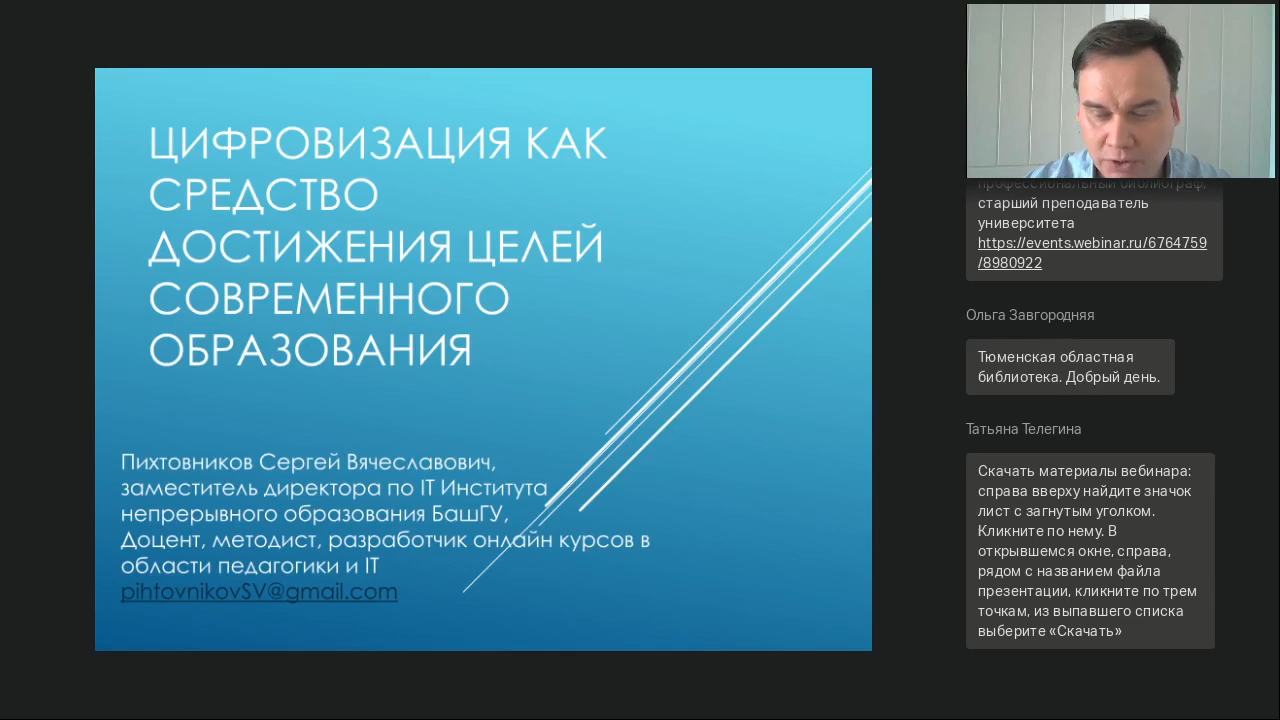 ЦИФРОВИЗАЦИЯ КАК
СРЕДСТВО
ДОСТИЖЕНИЯ ЦЕЛЕЙ
СОВРЕМЕННОГО
ОБРАЗОВАНИЯ
Пихтовников Сергей Вячеславович,
заместитель директора по IT Института
непрерывного образования БашГУ,
Доцент, методист, разработчик онлайн курсов в
области педагогики и IT
pihtovnikovSV@gmail.com
профессиональный библиограф,
старший преподаватель
университета
https://events.webinar.ru/6764759
/8980922
Ольга Завгородняя
Тюменская областная
библиотека. Добрый день.
Татьяна Телегина
Скачать материалы вебинара:
справа вверху найдите значок
лист с загнутым уголком.
Кликните по нему. В
открывшемся окне, справа,
рядом с названием файла
презентации, кликните по трем
точкам, из выпавшего списка
выберите «Скачать»